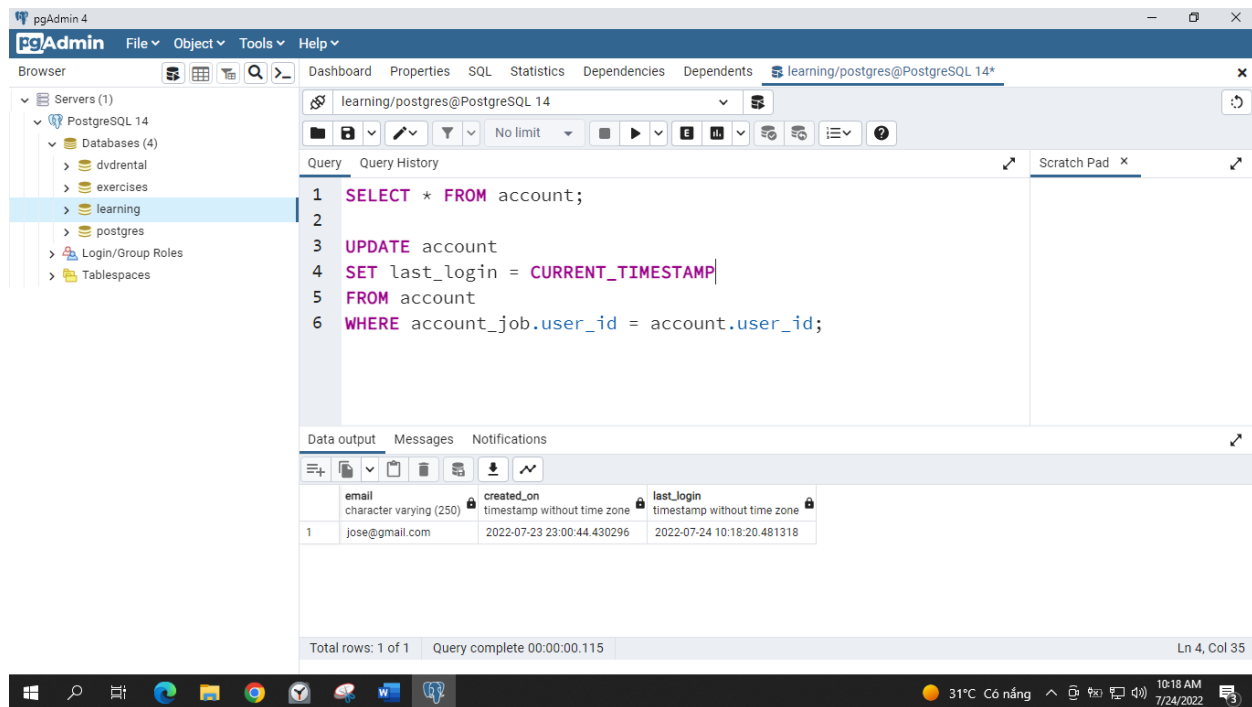 pgAdmin 4
pgAdmin File Object Tools Help
Browser
Dashboard Properties SQL Statistics Dependencies Dependents learning/postgres@PostgreSQL 14*
Servers (1)
PostgreSQL 14
Databases (4)
dvdrental
exercises
learning
postgres
Login/Group Roles
Tablespaces
learning/postgres@PostgreSQL 14
No limit
E
Query Query History
Scratch Pad
1 SELECT * FROM account;
2
3 UPDATE account
4 SET last_login = CURRENT_TIMESTAMP
5 FROM account
6 WHERE account_job.user_id = account.user_id;
Data output Messages Notifications
email created_on last_login
character varying (250) timestamp without time zone timestamp without time zone
1 jose@gmail.com 2022-07-23 23:00:44.430296 2022-07-24 10:18:20.481318
Total rows: 1 of 1 Query complete 00:00:00.115 Ln 4, Col 35
31°C Có nắng 10:18 AM
7/24/2022
3